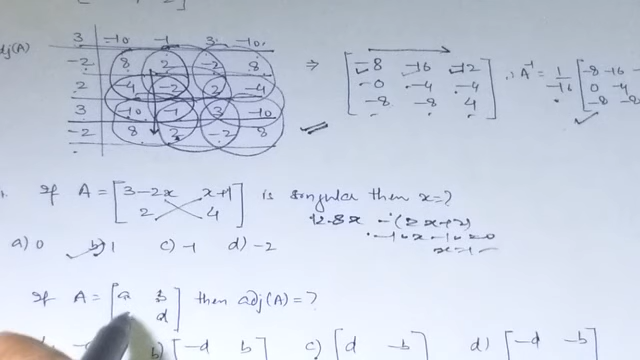 dj(A)
3 -10 -1 3 -10
-2 8 2 -2 8
2 -4 -2 2 -4
3 -10 -1 3 -10
-2 8 2 -2 8
⇒ [-8 -16 -12
-0 -4 -4
-8 -8 4]
∴ A⁻¹ = 1/-16 [-8 -16
0 -4
-8 -8
If A = [3-2x x+1
2 4] is singular then x=?
12-8x -(2x+2)
-10x -10=0
a) 0 b) 1 c) -1 d) -2
If A = [a b
d] then adj(A) = ?
b) [-d b c) [d -b] d) [-d -b]